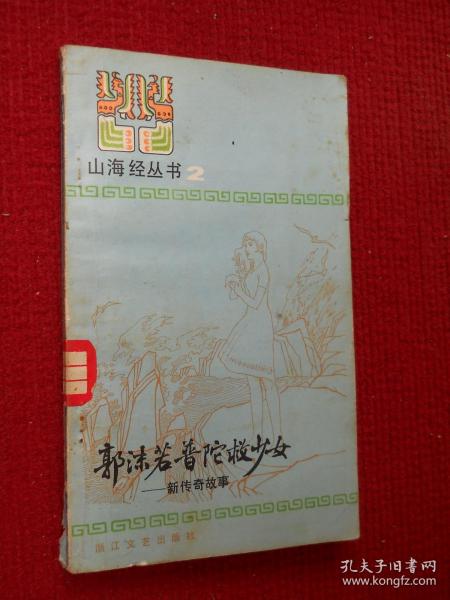 山海经丛书2
郭沫若普陀救少女
——新传奇故事
浙江文艺出版社
孔夫子旧书网
www.kongfz.com